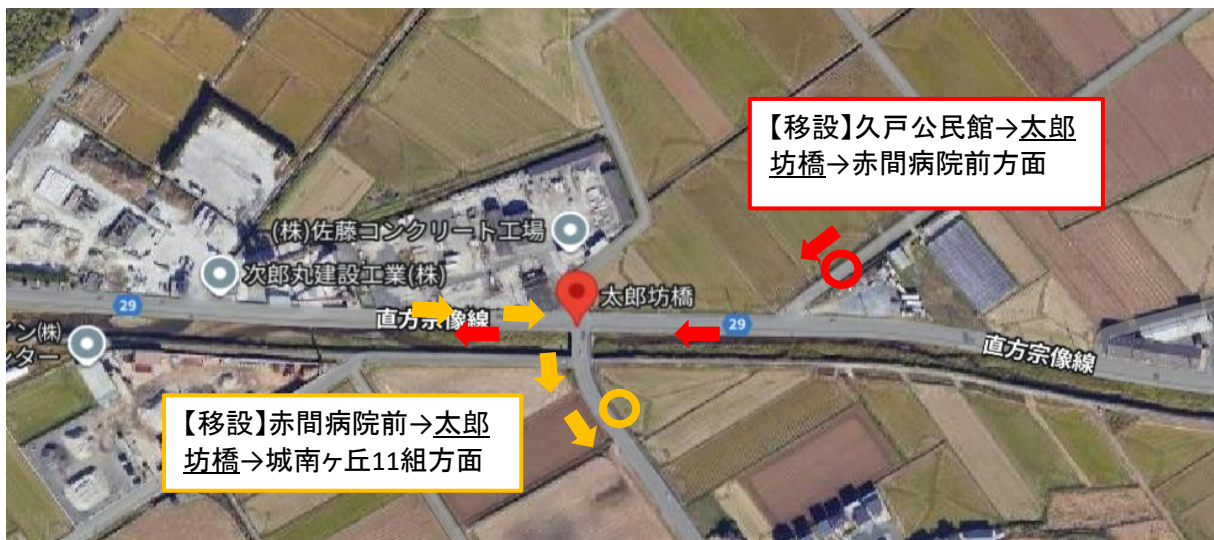 【移設】久戸公民館→太郎
坊橋→赤間病院前方面
(株)佐藤コンクリート工場
次郎丸建設工業(株)
太郎坊橋
29
直方宗像線
29
直方宗像線
イン(株)
ンター
【移設】赤間病院前→太郎
坊橋→城南ヶ丘11組方面